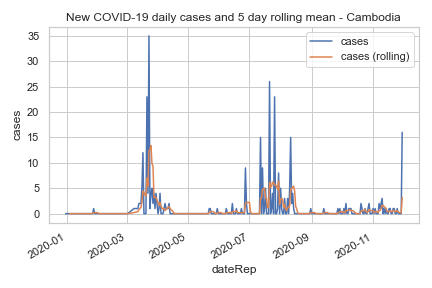 New COVID-19 daily cases and 5 day rolling mean - Cambodia
cases
cases (rolling)
35
30
25
20
15
10
5
0
cases
2020-01
2020-03
2020-05
2020-07
2020-09
2020-11
dateRep